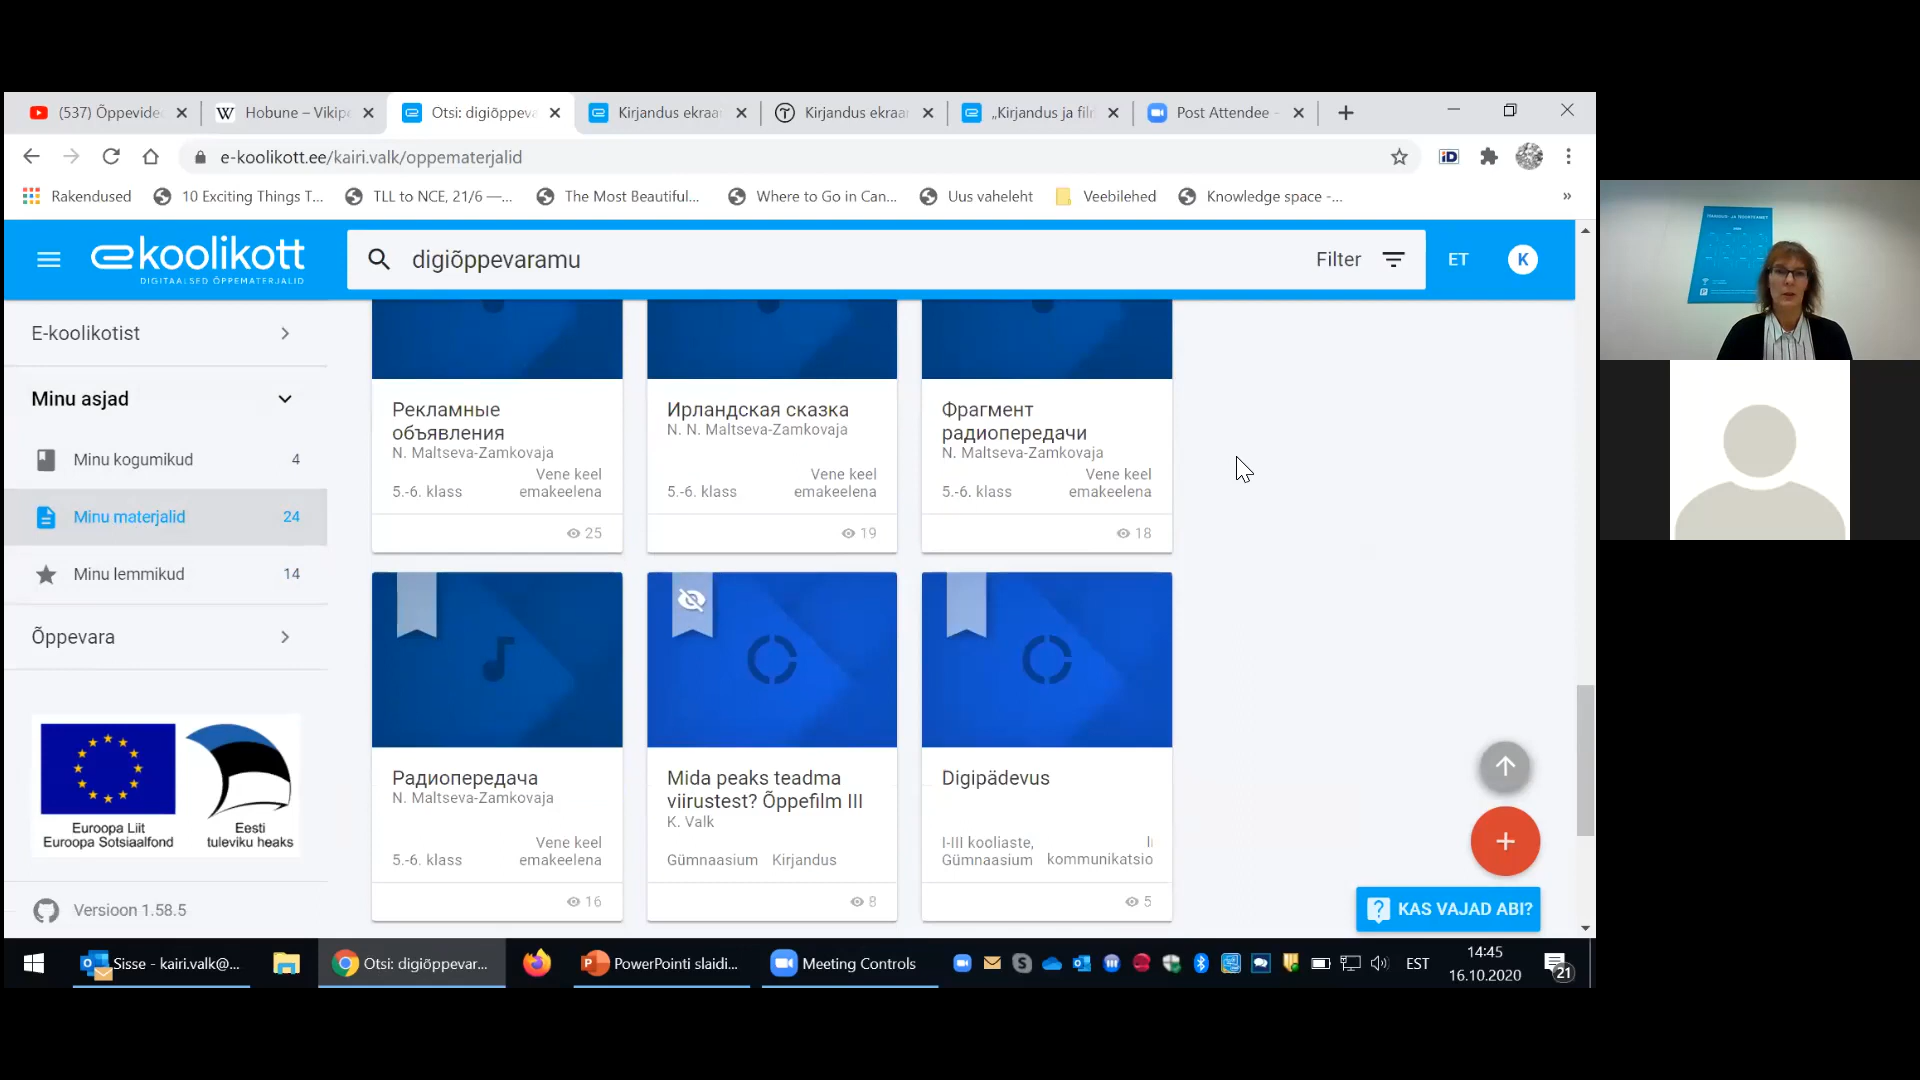 (537) Õppevide
Hobune – Vikipe
Otsi: digiõppeva
Kirjandus ekraa
Kirjandus ekraa
„Kirjandus ja fil
Post Attendee -
e-koolikott.ee/kairi.valk/oppematerjalid
iD
Rakendused
10 Exciting Things T...
TLL to NCE, 21/6 —...
The Most Beautiful...
Where to Go in Can...
Uus vaheleht
Veebilehed
Knowledge space -...
»
koolikott
DIGITAALSED ÕPPEMATERJALID
digiõppevaramu
Filter
ET
K
E-koolikotist
Minu asjad
Minu kogumikud 4
Minu materjalid 24
Minu lemmikud 14
Õppevara
Euroopa Liit
Euroopa Sotsiaalfond
Eesti
tuleviku heaks
Versioon 1.58.5
Рекламные
объявления
N. Maltseva-Zamkovaja
5.-6. klass
Vene keel
emakeelena
25
Ирландская сказка
N. N. Maltseva-Zamkovaja
5.-6. klass
Vene keel
emakeelena
19
Фрагмент
радиопередачи
N. Maltseva-Zamkovaja
5.-6. klass
Vene keel
emakeelena
18
Радиопередача
N. Maltseva-Zamkovaja
5.-6. klass
Vene keel
emakeelena
16
Mida peaks teadma
viirustest? Õppefilm III
K. Valk
Gümnaasium Kirjandus
8
Digipädevus
I-III kooliaste,
Gümnaasium
kommunikatsio
5
KAS VAJAD ABI?
Sisse - kairi.valk@...
Otsi: digiõppevar...
PowerPointi slaidi...
Meeting Controls
EST
14:45
16.10.2020
21